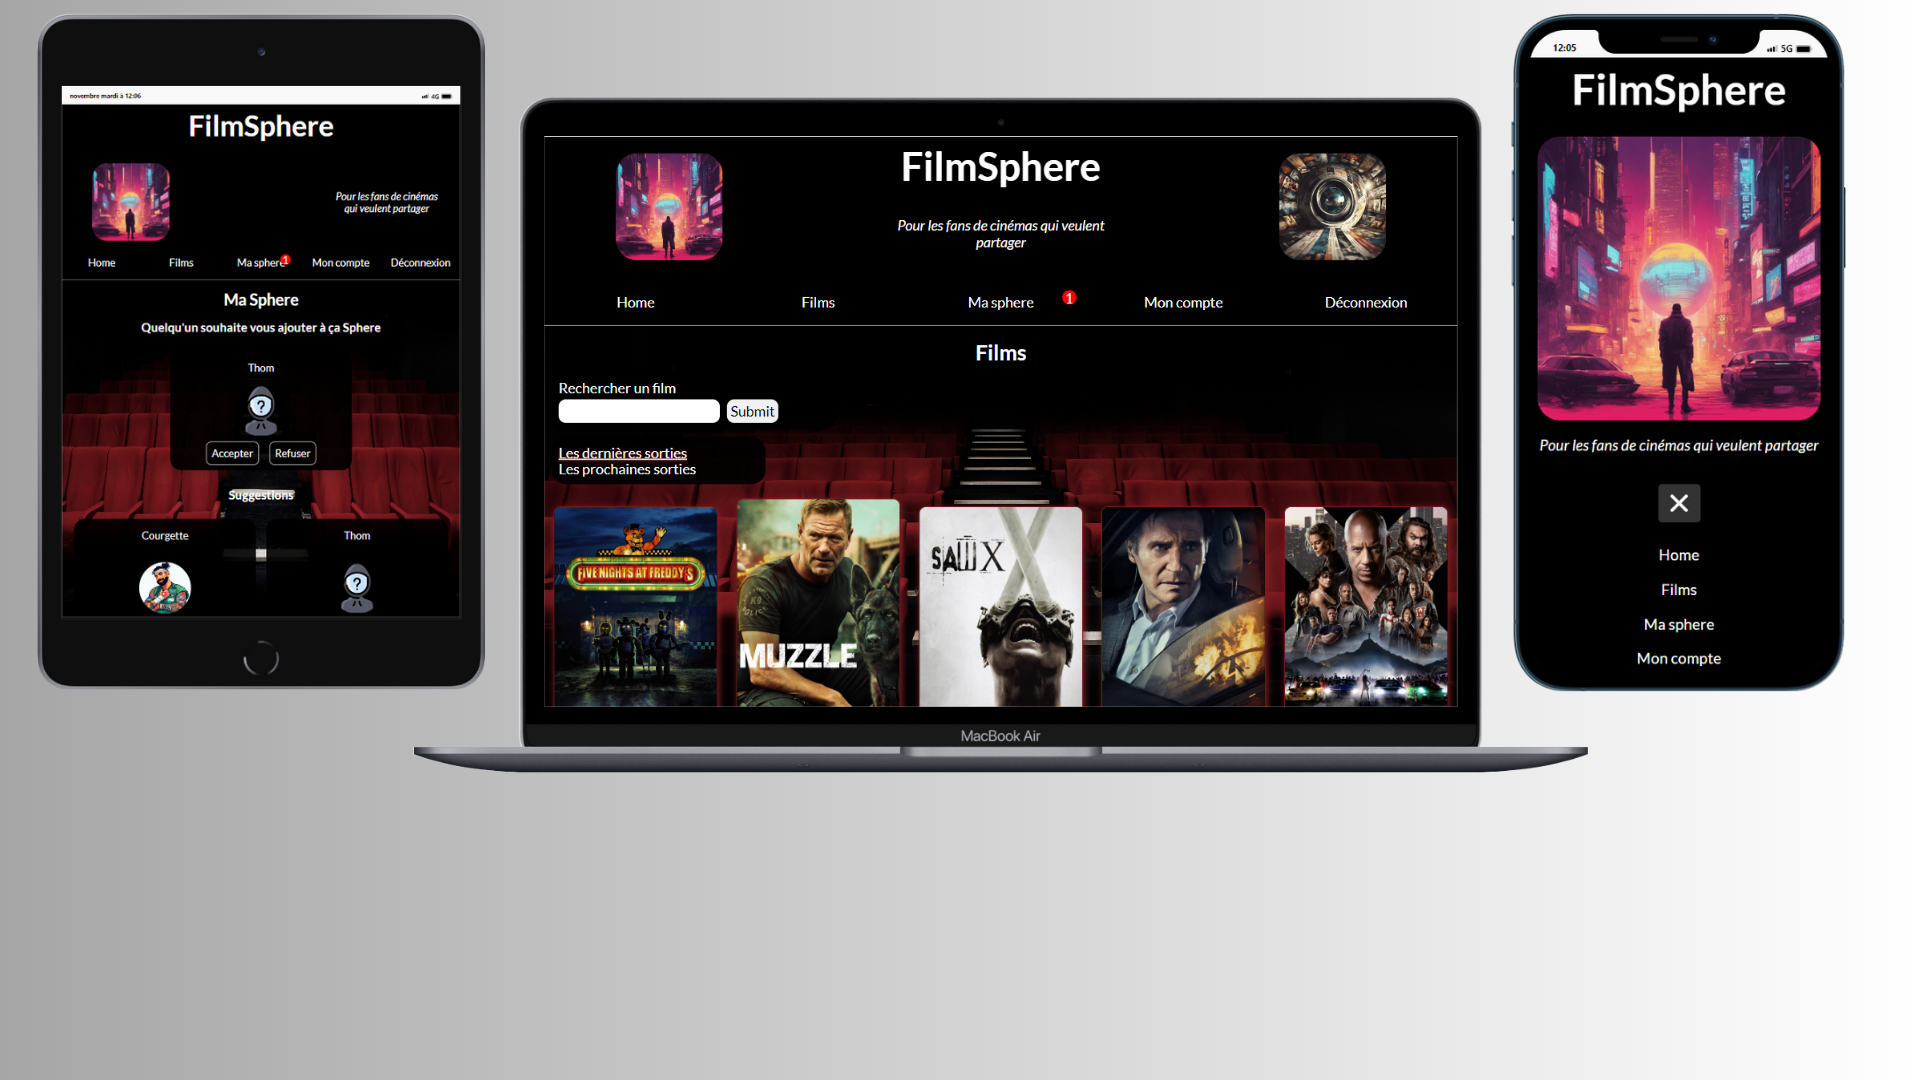 novembre mardi à 12:06
4G
FilmSphere
Pour les fans de cinémas
qui veulent partager
Home
Films
Ma sphere
1
Mon compte
Déconnexion
Ma Sphere
Quelqu'un souhaite vous ajouter à ça Sphere
Thom
?
Accepter
Refuser
Suggestions
Courgette
Thom
?
FilmSphere
Pour les fans de cinémas qui veulent
partager
Home
Films
Ma sphere
1
Mon compte
Déconnexion
Films
Rechercher un film
Submit
Les dernières sorties
Les prochaines sorties
FIVE NIGHTS AT FREDDY'S
K9
MUZZLE
SAW X
MacBook Air
12:05
5G
FilmSphere
Pour les fans de cinémas qui veulent partager
Home
Films
Ma sphere
Mon compte